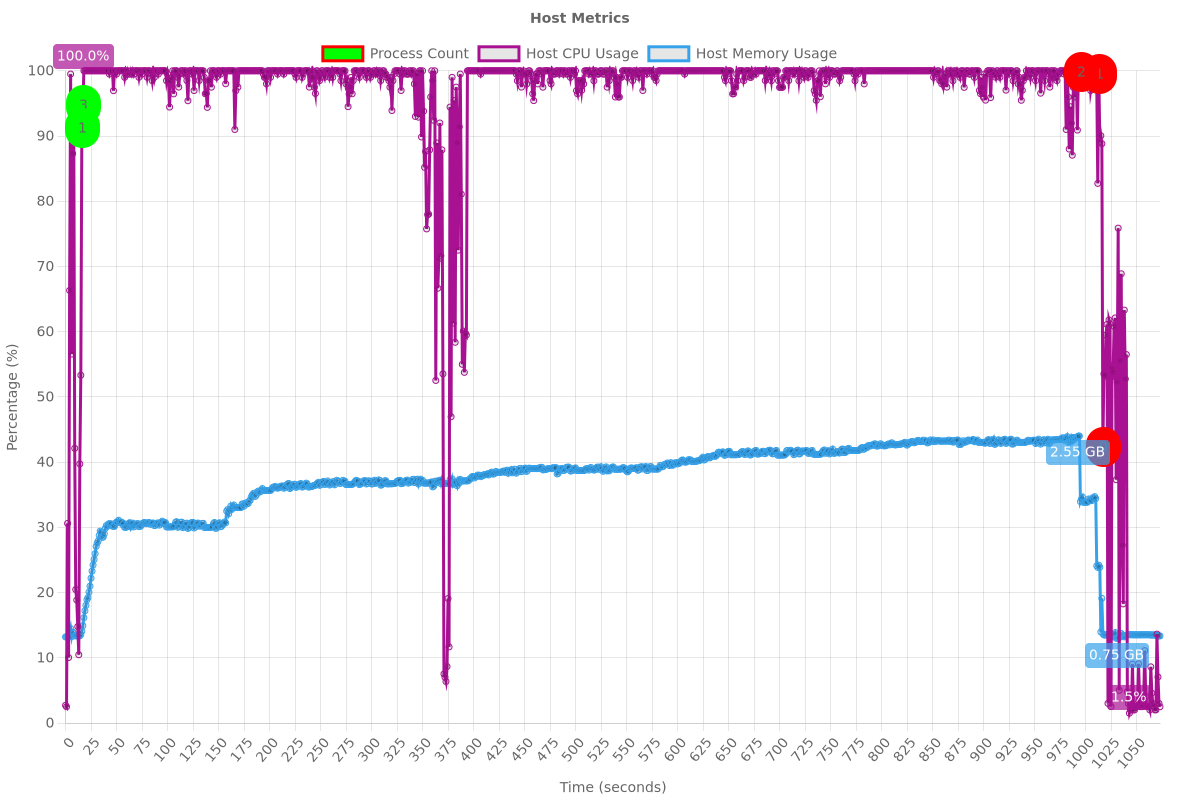 Host Metrics
Process Count Host CPU Usage Host Memory Usage
100.0%
100
90
80
70
60
50
40
30
20
10
0
Percentage (%)
3
1
2
1
2.55 GB
0.75 GB
1.5%
0 25 50 75 100 125 150 175 200 225 250 275 300 325 350 375 400 425 450 475 500 525 550 575 600 625 650 675 700 725 750 775 800 825 850 875 900 925 950 975 1000 1025 1050
Time (seconds)